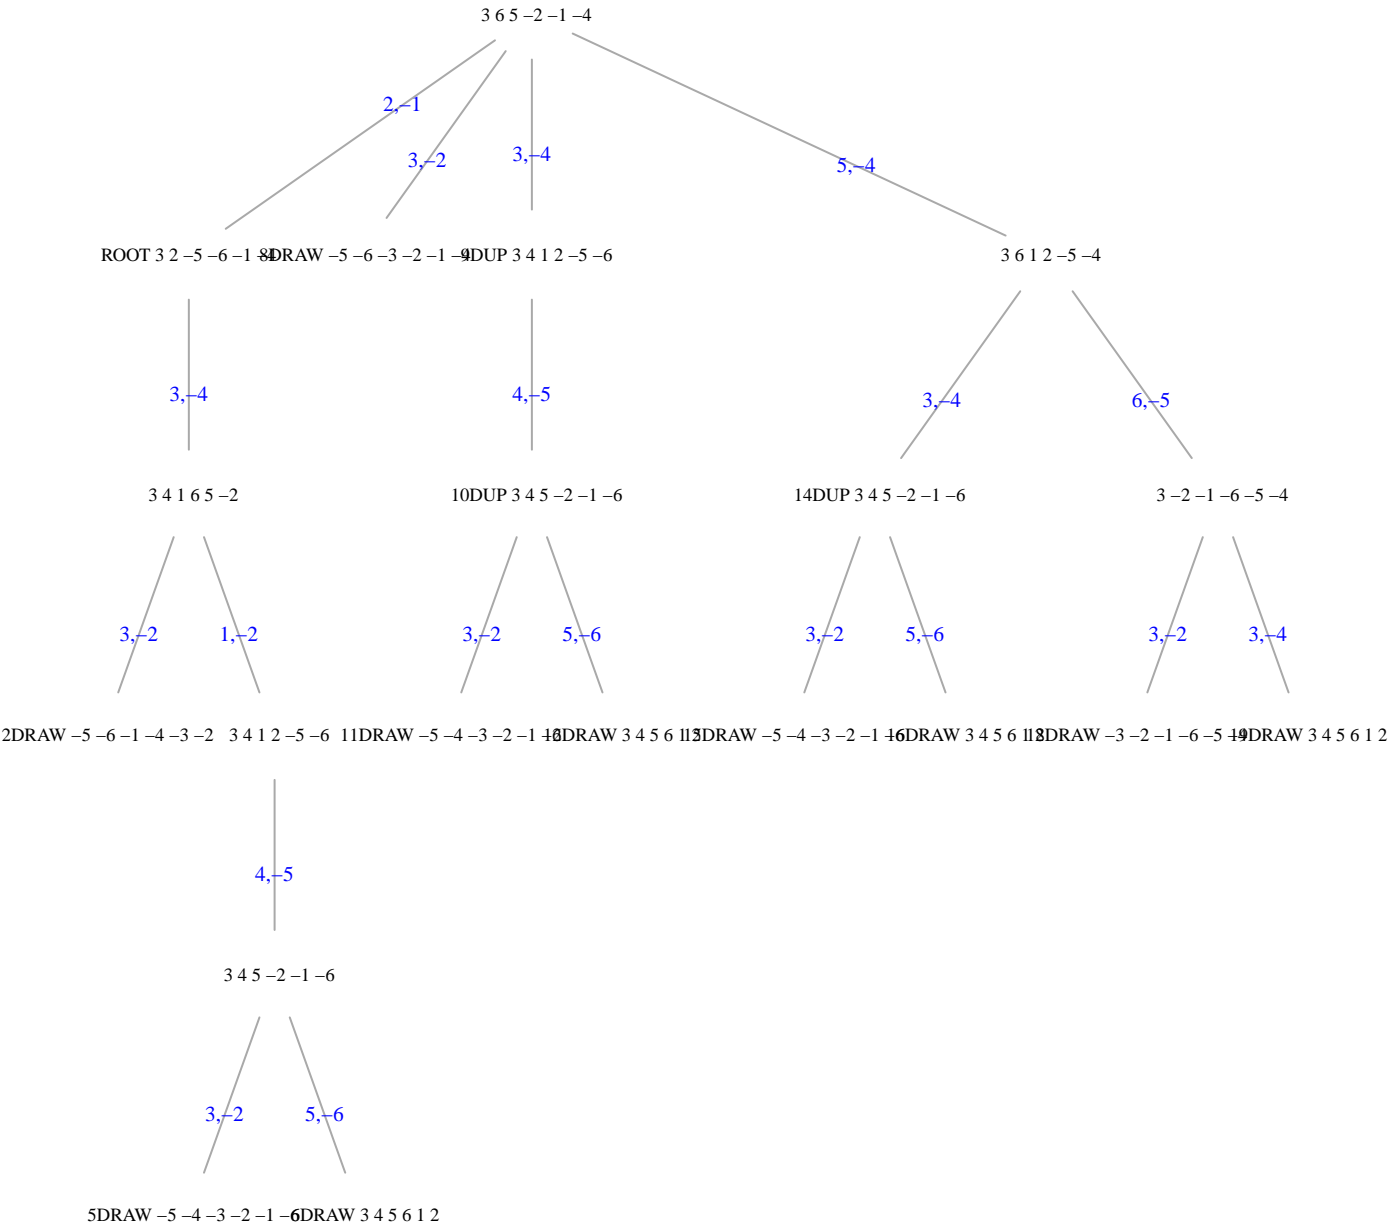 3 6 5 –2 –1 –4
2,–1
3,–2
3,–4
5,–4
ROOT 3 2 –5 –6 –1 –4
8DRAW –5 –6 –3 –2 –1 –4
9DUP 3 4 1 2 –5 –6
3 6 1 2 –5 –4
3,–4
4,–5
3,–4
6,–5
3 4 1 6 5 –2
10DUP 3 4 5 –2 –1 –6
14DUP 3 4 5 –2 –1 –6
3 –2 –1 –6 –5 –4
3,–2
1,–2
3,–2
5,–6
3,–2
5,–6
3,–2
3,–4
2DRAW –5 –6 –1 –4 –3 –2
3 4 1 2 –5 –6
11DRAW –5 –4 –3 –2 –1 –6
12DRAW 3 4 5 6 1 2
15DRAW –5 –4 –3 –2 –1 –6
16DRAW 3 4 5 6 1 2
18DRAW –3 –2 –1 –6 –5 –4
19DRAW 3 4 5 6 1 2
4,–5
3 4 5 –2 –1 –6
3,–2
5,–6
5DRAW –5 –4 –3 –2 –1 –6
6DRAW 3 4 5 6 1 2